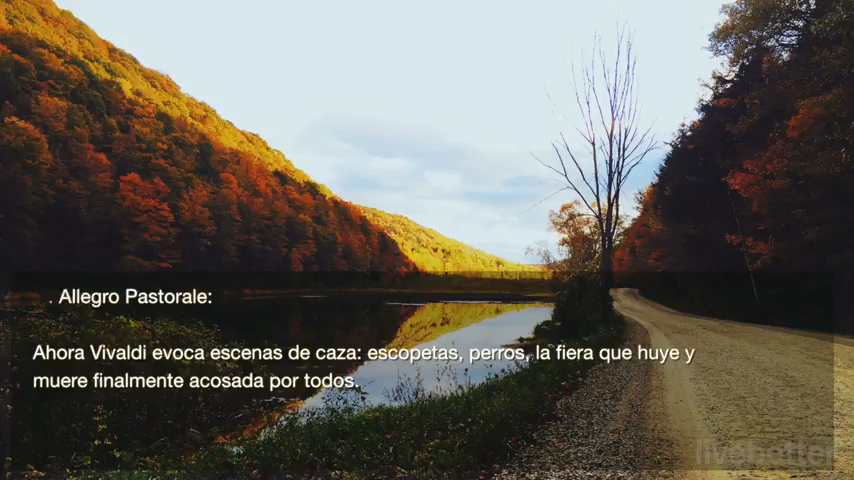 . Allegro Pastorale:
Ahora Vivaldi evoca escenas de caza: escopetas, perros, la fiera que huye y
muere finalmente acosada por todos.
livebetter